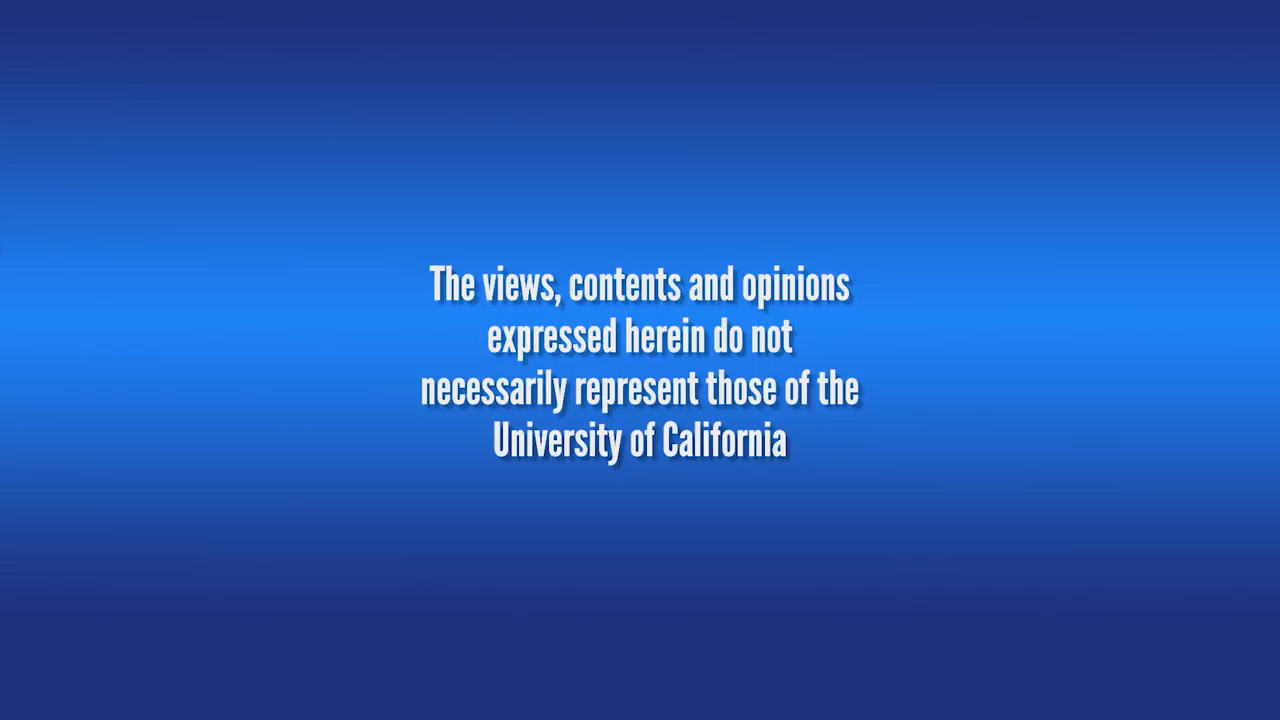 The views, contents and opinions
expressed herein do not
necessarily represent those of the
University of California